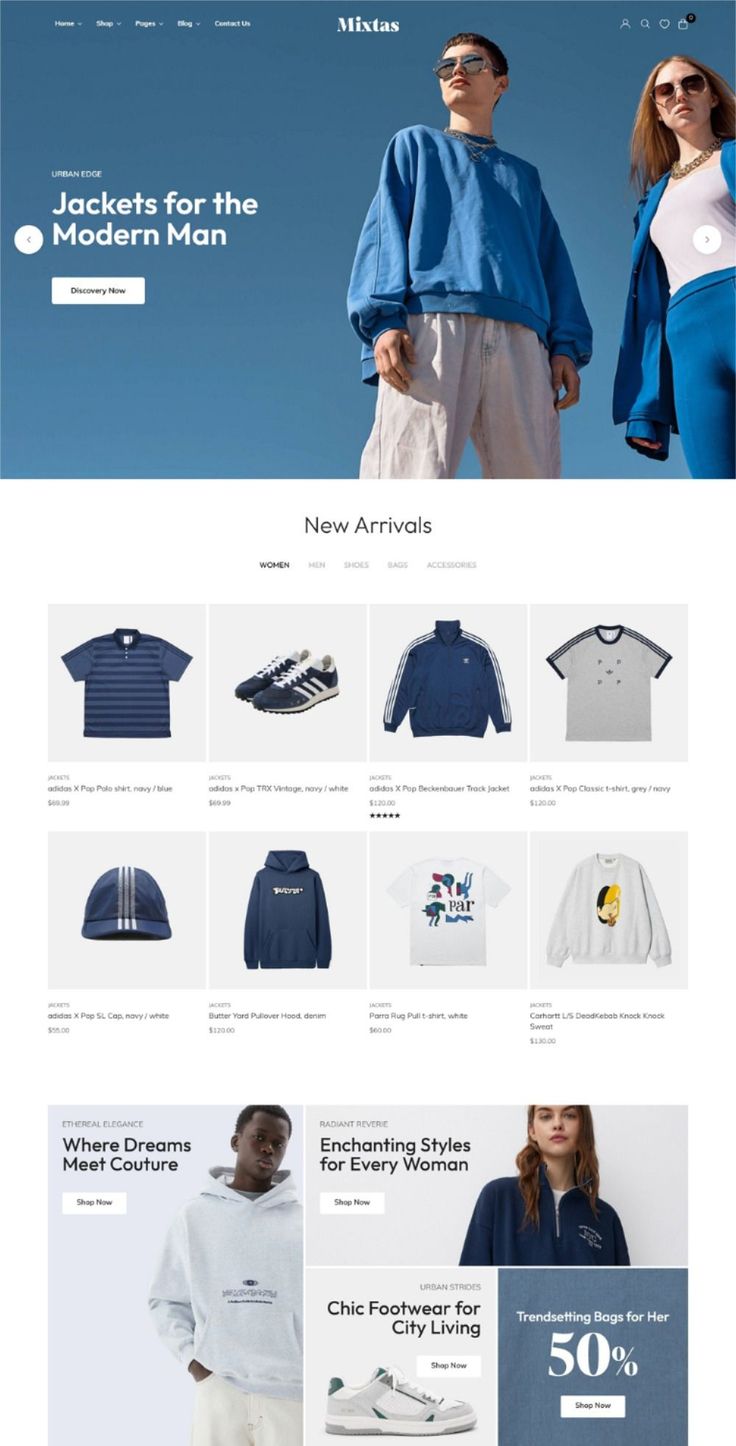 Home Shop Pages Blog Contact Us
Mixtas
0
URBAN EDGE
Jackets for the
Modern Man
Discovery Now
New Arrivals
WOMEN MEN SHOES BAGS ACCESSORIES
JACKETS
adidas X Pop Polo shirt, navy / blue
$69.99
JACKETS
adidas x Pop TRX Vintage, navy / white
$69.99
JACKETS
adidas X Pop Beckenbauer Track Jacket
$120.00
★★★★★
JACKETS
adidas X Pop Classic t-shirt, grey / navy
$120.00
P P
P P
par
JACKETS
adidas X Pop SL Cap, navy / white
$55.00
JACKETS
Butter Yard Pullover Hood, denim
$120.00
JACKETS
Parra Rug Pull t-shirt, white
$60.00
JACKETS
Carhartt L/S DeadKebab Knock Knock
Sweat
$130.00
ETHEREAL ELEGANCE
Where Dreams
Meet Couture
Shop Now
RADIANT REVERIE
Enchanting Styles
for Every Woman
Shop Now
URBAN STRIDES
Chic Footwear for
City Living
Shop Now
Trendsetting Bags for Her
50%
Shop Now